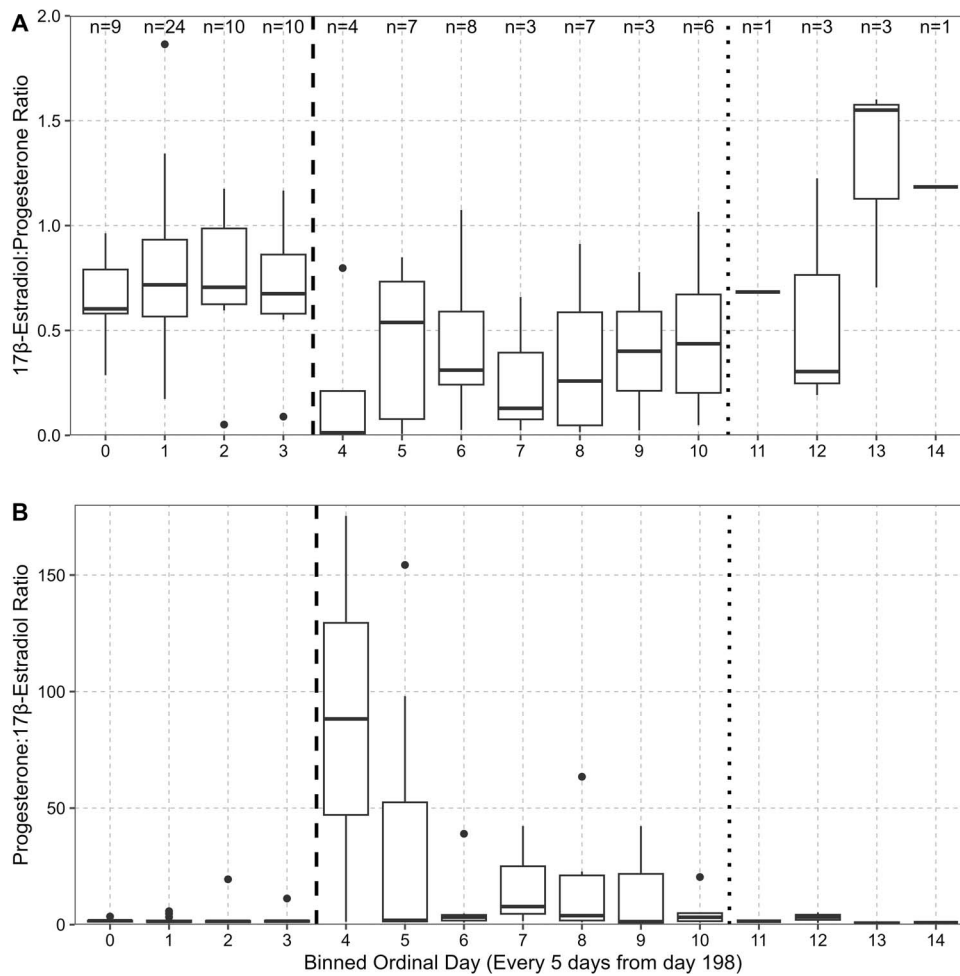 A
n=9 n=24 n=10 n=10 n=4 n=7 n=8 n=3 n=7 n=3 n=6 n=1 n=3 n=3 n=1
17β-Estradiol:Progesterone Ratio
2.0
1.5
1.0
0.5
0.0
0 1 2 3 4 5 6 7 8 9 10 11 12 13 14
B
Progesterone:17β-Estradiol Ratio
150
100
50
0
0 1 2 3 4 5 6 7 8 9 10 11 12 13 14
Binned Ordinal Day (Every 5 days from day 198)